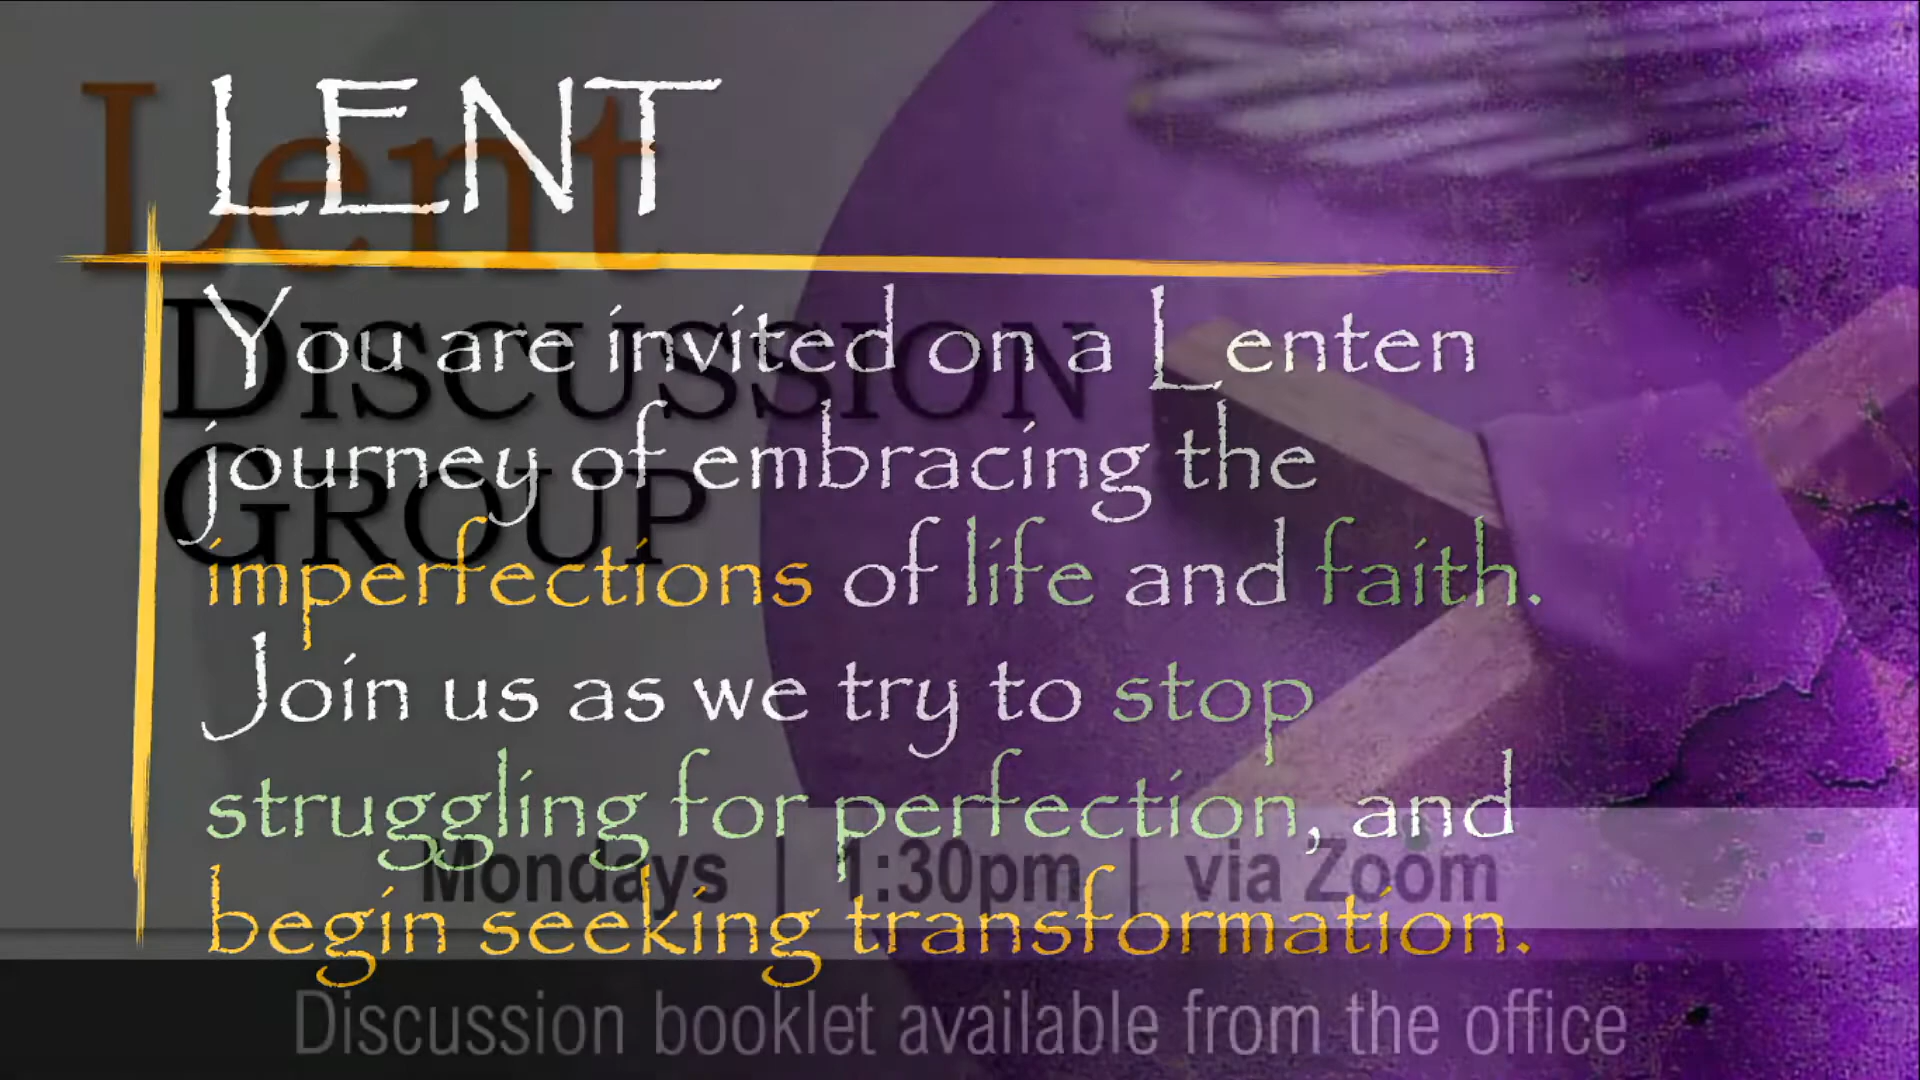 LENT
You are invited on a Lenten
journey of embracing the
imperfections of life and faith.
Join us as we try to stop
struggling for perfection, and
begin seeking transformation.
Lent
DISCUSSION
GROUP
Mondays | 1:30pm | via Zoom
Discussion booklet available from the office